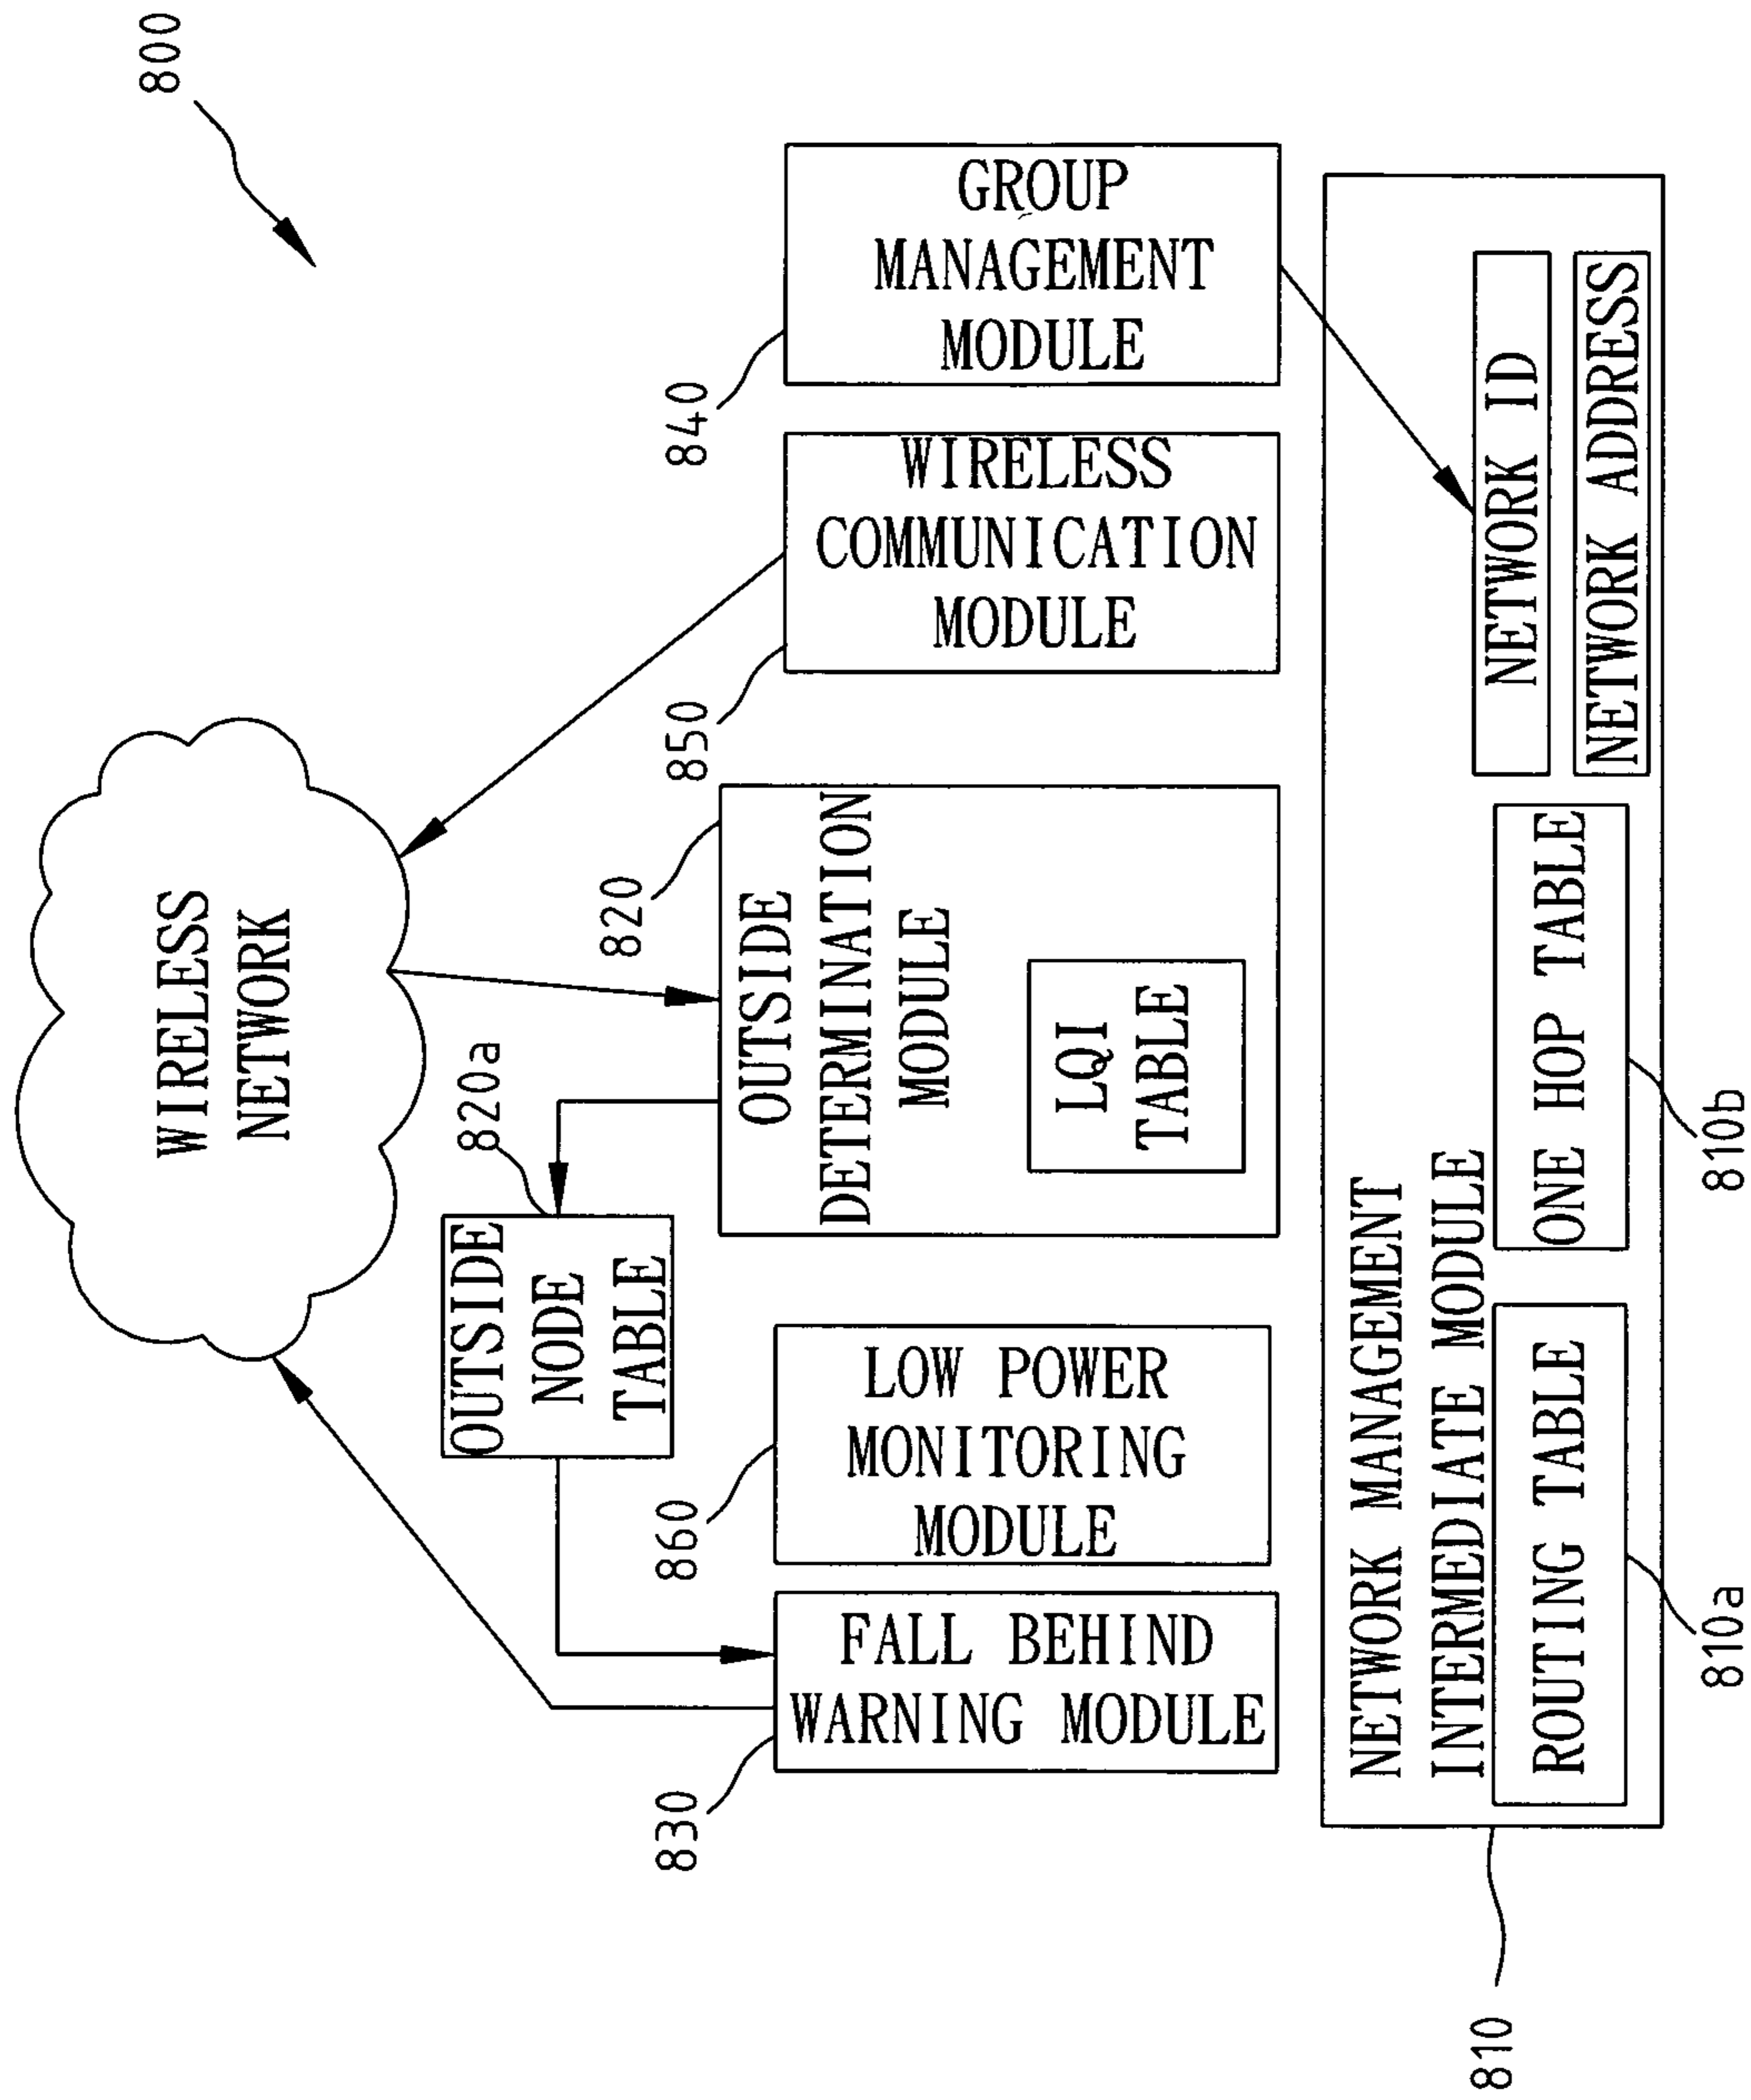 800
WIRELESS
NETWORK
820a
OUTSIDE
NODE
TABLE
820
850
840
830
FALL BEHIND
WARNING MODULE
860
LOW POWER
MONITORING
MODULE
OUTSIDE
DETERMINATION
MODULE
LQI
TABLE
WIRELESS
COMMUNICATION
MODULE
GROUP
MANAGEMENT
MODULE
810
NETWORK MANAGEMENT
INTERMEDIATE MODULE
ROUTING TABLE
ONE HOP TABLE
NETWORK ID
NETWORK ADDRESS
810a
810b